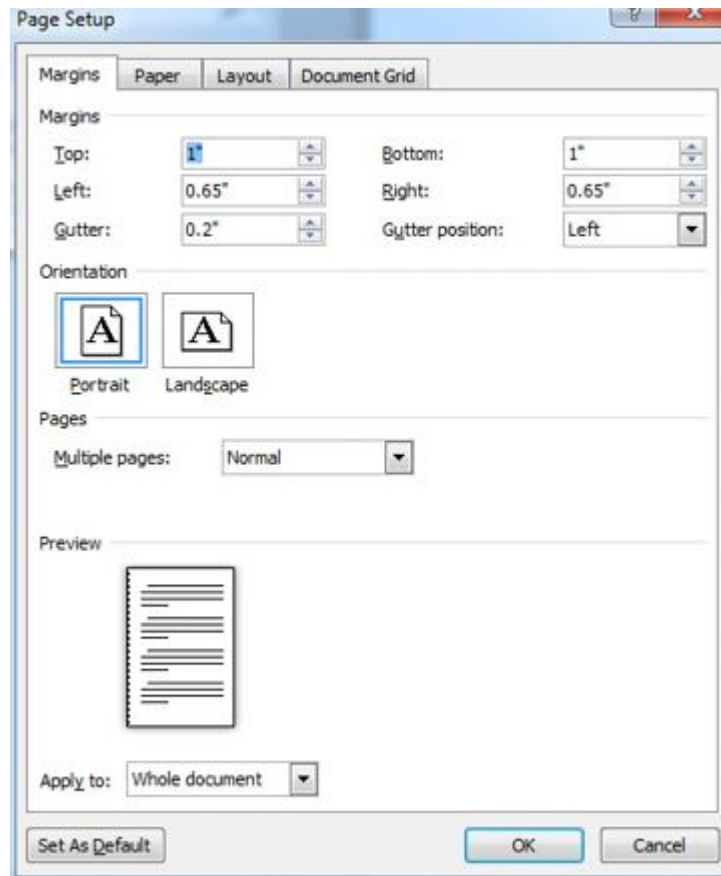 Page Setup
Margins Paper Layout Document Grid
Margins
Top: 1" Bottom: 1"
Left: 0.65" Right: 0.65"
Gutter: 0.2" Gutter position: Left
Orientation
A A
Portrait Landscape
Pages
Multiple pages: Normal
Preview
Apply to: Whole document
Set As Default OK Cancel